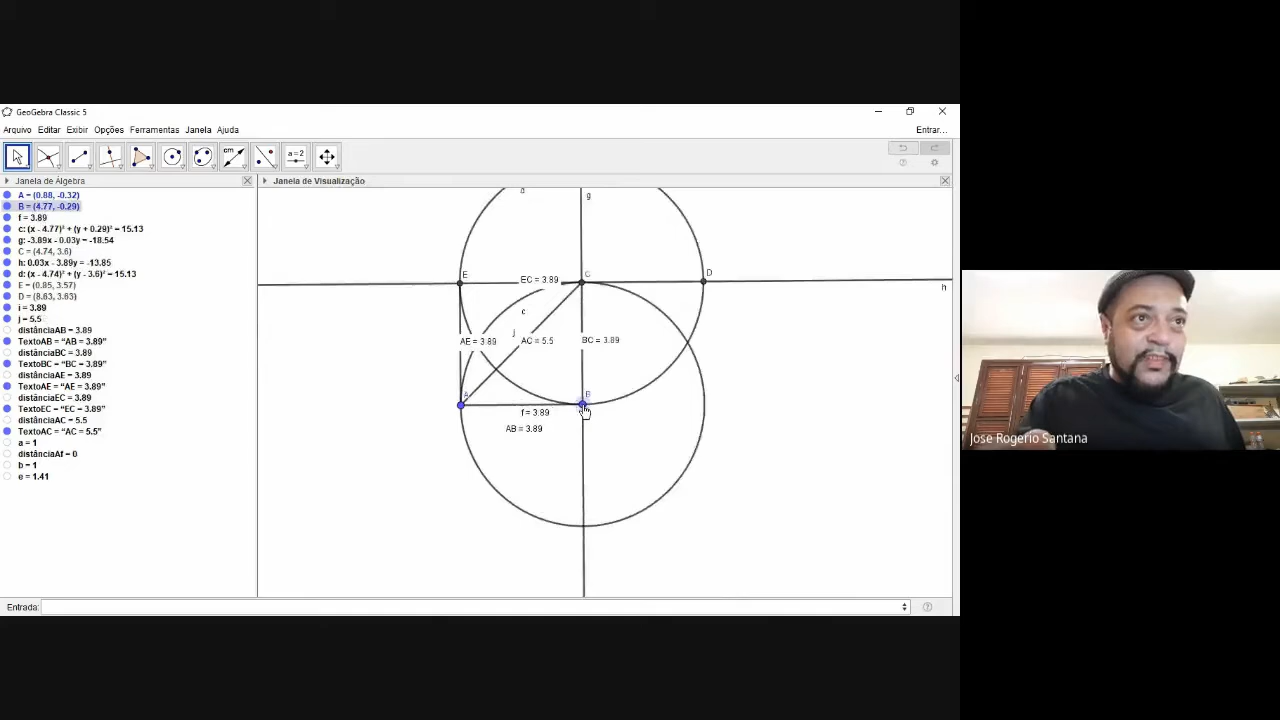 GeoGebra Classic 5
Arquivo Editar Exibir Opções Ferramentas Janela Ajuda
Entrar...
cm
a=2
Janela de Álgebra
Janela de Visualização
A = (0.88, -0.32)
B = (4.77, -0.29)
f = 3.89
c: (x - 4.77)² + (y + 0.29)² = 15.13
g: -3.89x - 0.03y = -18.54
C = (4.74, 3.6)
h: 0.03x - 3.89y = -13.85
d: (x - 4.74)² + (y - 3.6)² = 15.13
E = (0.85, 3.57)
D = (8.63, 3.63)
i = 3.89
j = 5.5
distânciaAB = 3.89
TextoAB = “AB = 3.89”
distânciaBC = 3.89
TextoBC = “BC = 3.89”
distânciaAE = 3.89
TextoAE = “AE = 3.89”
distânciaEC = 3.89
TextoEC = “EC = 3.89”
distânciaAC = 5.5
TextoAC = “AC = 5.5”
a = 1
distânciaAf = 0
b = 1
e = 1.41
g
E
EC = 3.89
C
D
h
c
j
AE = 3.89
AC = 5.5
BC = 3.89
A
B
f = 3.89
AB = 3.89
Entrada:
Jose Rogerio Santana